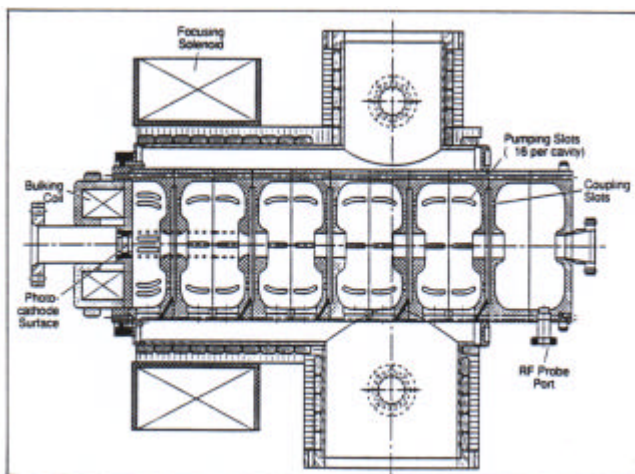 Focusing
Solenoid
Pumping Slots
( 16 per cavity)
Coupling
Slots
Bulking
Coil
Photo-
cathode
Surface
RF Probe
Port